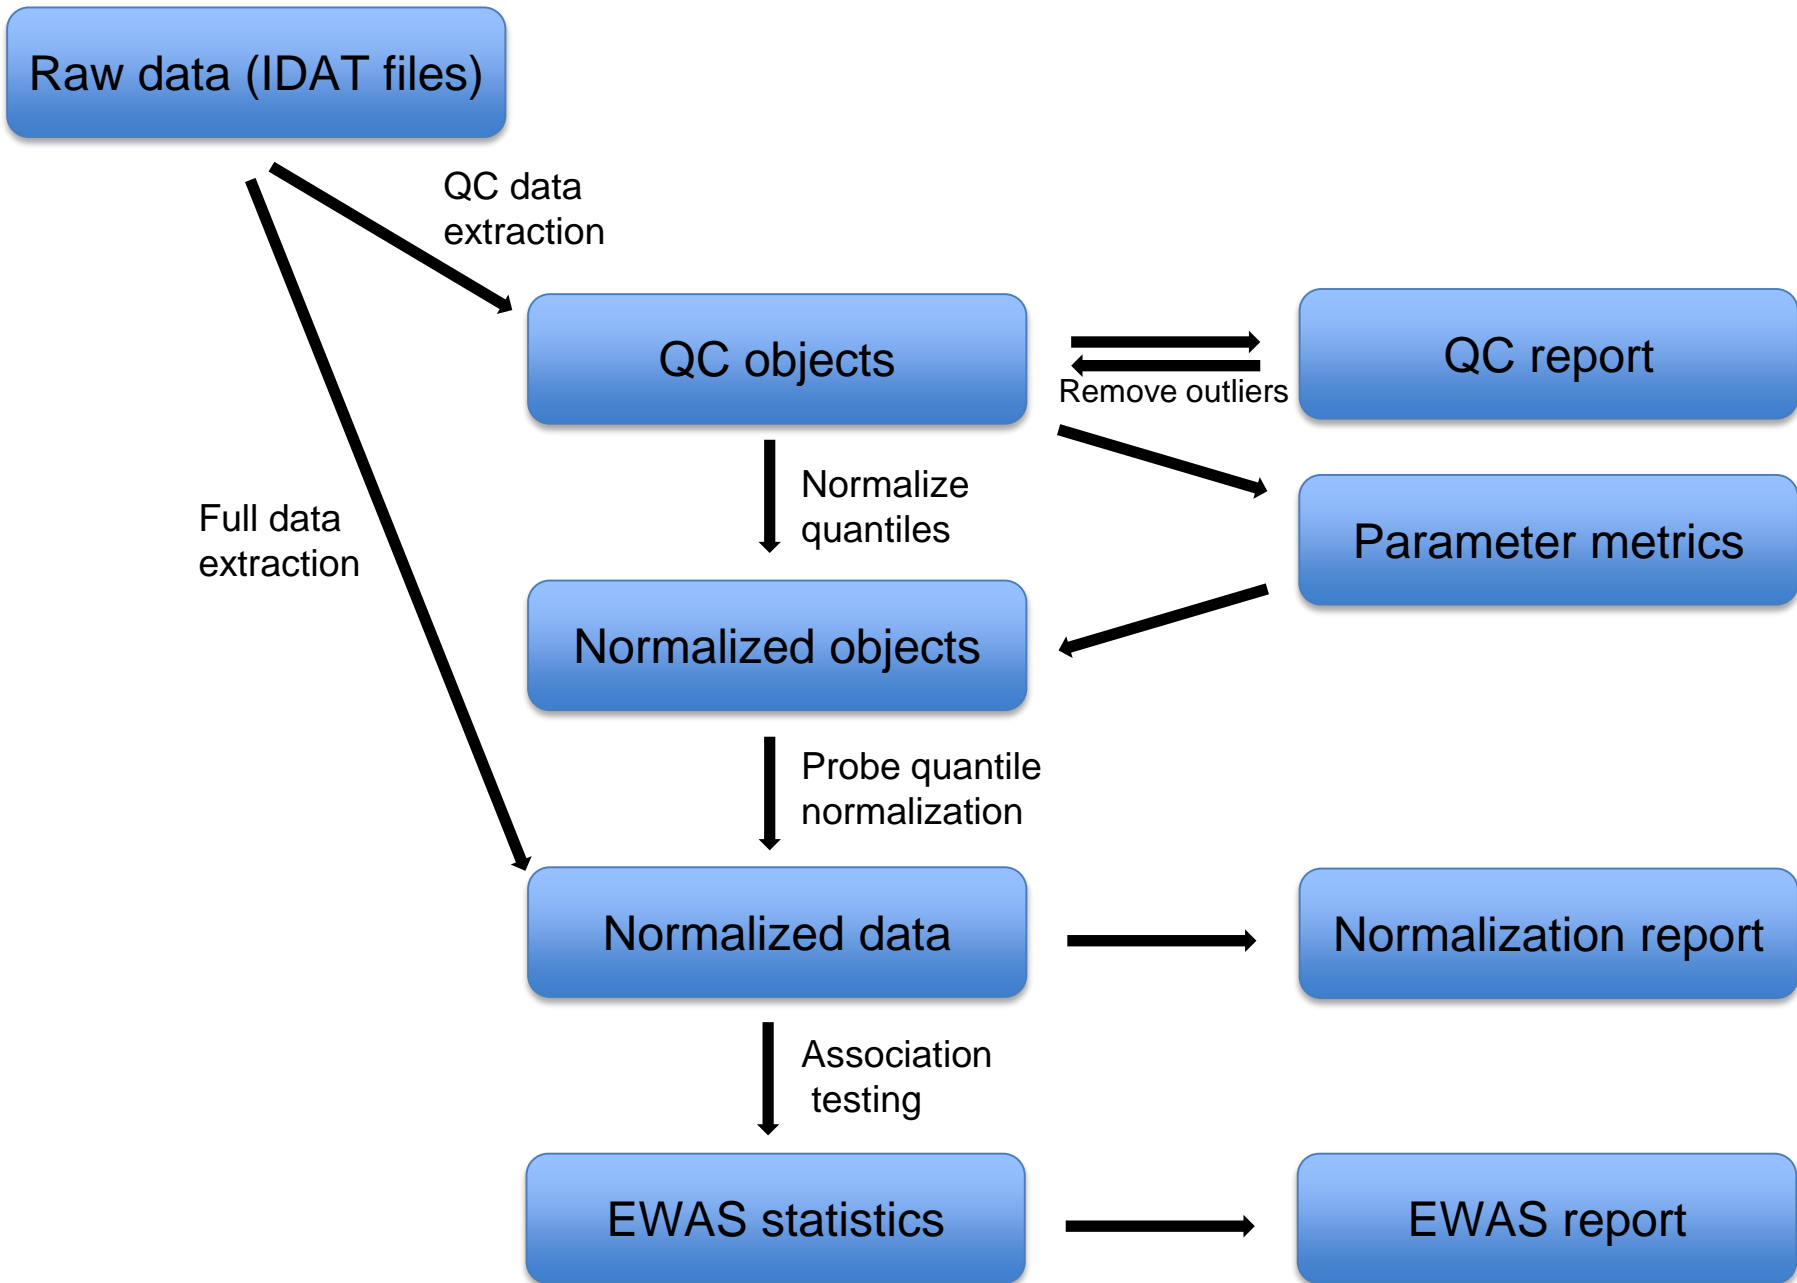 Raw data (IDAT files)
QC data
extraction
QC objects
QC report
Remove outliers
Normalize
quantiles
Full data
extraction
Parameter metrics
Normalized objects
Probe quantile
normalization
Normalized data
Normalization report
Association
testing
EWAS statistics
EWAS report